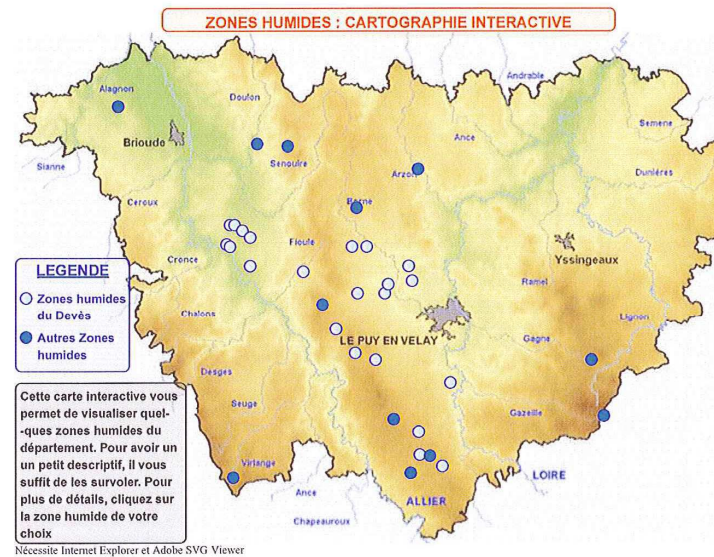 ZONES HUMIDES : CARTOGRAPHIE INTERACTIVE
Alagnon
Doulon
Andrable
Brioude
Senouire
Ance
Semene
Sianne
Arzon
Dunières
Ceroux
Borne
Cronce
Fioule
Yssingeaux
LEGENDE
Zones humides
du Devès
Autres Zones
humides
Chalons
Ramel
Lignon
LE PUY EN VELAY
Gagne
Desges
Seuge
Gazeille
Cette carte interactive vous
permet de visualiser quel-
-ques zones humides du
département. Pour avoir un
un petit descriptif, il vous
suffit de les survoler. Pour
plus de détails, cliquez sur
la zone humide de votre
choix
Virlange
Ance
Chapeauroux
ALLIER
LOIRE
Nécessite Internet Explorer et Adobe SVG Viewer